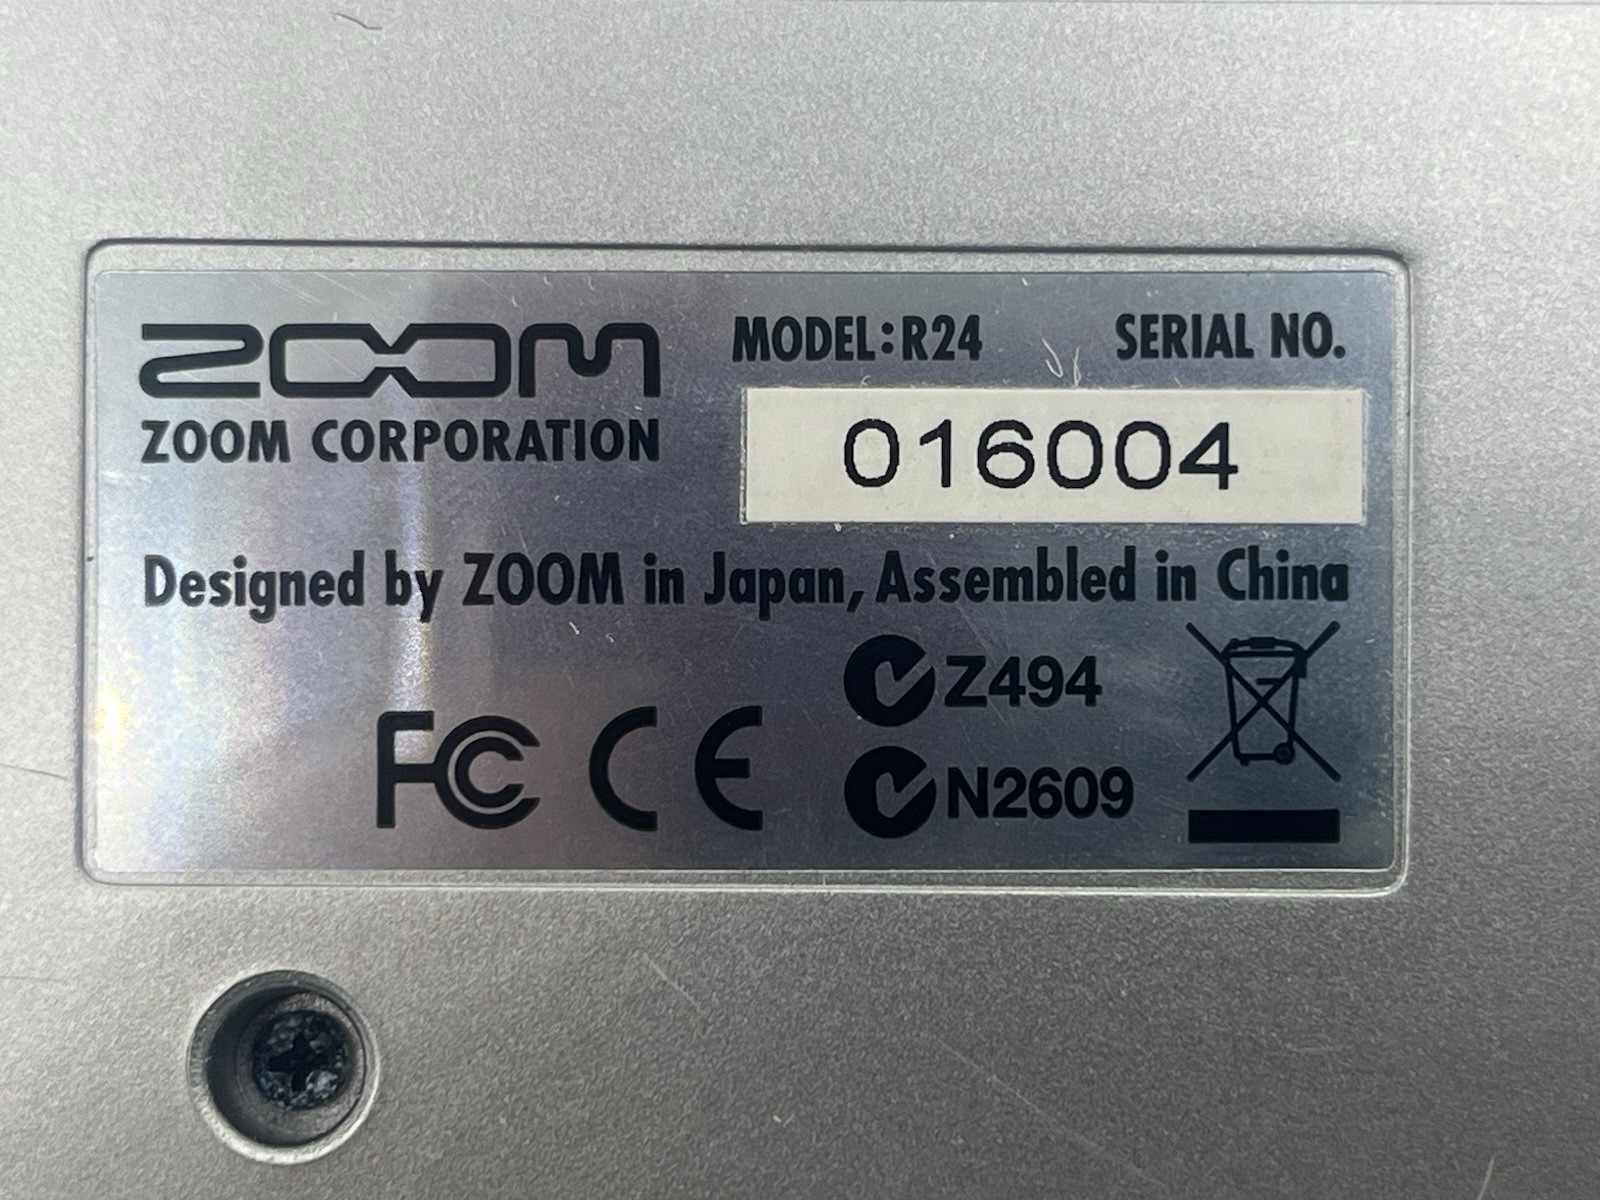 ZOOM MODEL:R24 SERIAL NO.
ZOOM CORPORATION 016004
Designed by ZOOM in Japan, Assembled in China
Z494
FC CE N2609